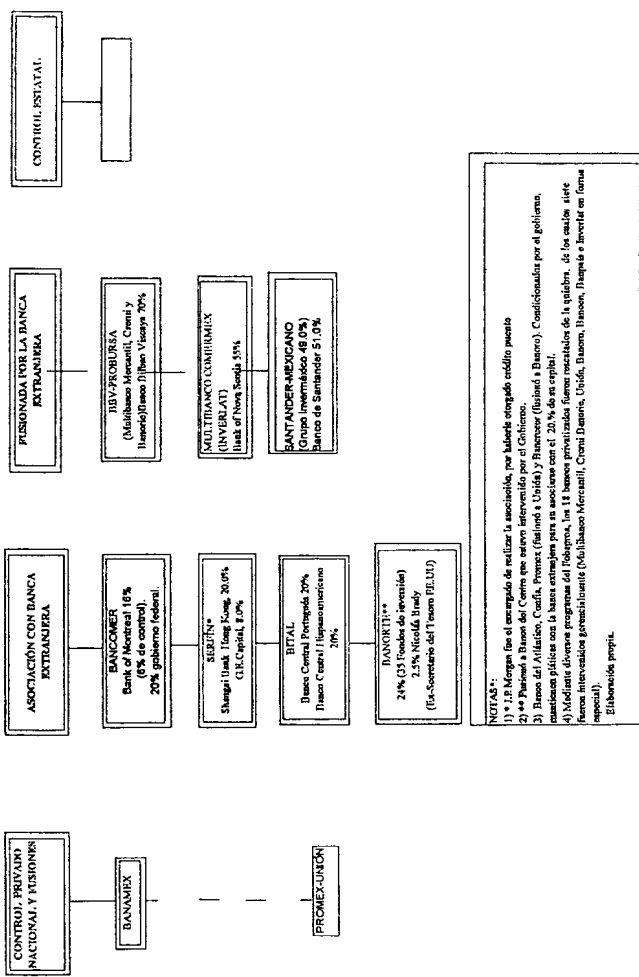 CONTROL PRIVADO
NACIONAL Y FUSIONES
BANAMEX
PROMEX-UNIÓN
ASOCIACIÓN CON BANCA
EXTRANJERA
BANCOMER
Bank of Montreal 16%
(6% de control).
20% gobierno federal.
SERFIN*
Shangai Bank Hong Kong 20.0%
G.E.Capital, 8.0%
BITAL
Banco Central Portugués 20%
Banco Central Hispanoamericano
20%
BANORTE**
24% (35 Fondos de inversión)
2.5% Nicolás Brady
(Ex-Secretario del Tesoro EE.UU)
FUSIONADA POR LA BANCA
EXTRANJERA
BBV-PROBURSA
(Multibanco Mercantil, Cremi y
Banorie)Banco Bilbao Vizcaya 70%
MULTIBANCO COMERMEX
(INVERLAT)
Bank of Nova Scotia 55%
SANTANDER-MEXICANO
(Grupo Inverméxico 49.0%)
Banco de Santander 51.0%
CONTROL ESTATAL
NOTAS*:
1) * J.P. Morgan fue el encargado de realizar la asociación, por haberle otorgado crédito puente
2) ** Fusionó a Banco del Centro que estuvo intervenido por el Gobierno.
3) Banco del Atlántico, Confía, Promex (fusionó a Unión) y Bancrecer (fusionó a Banoro). Condicionados por el gobierno,
mantienen pláticas con la banca extranjera para su asociarse con el 20.% de su capital.
4) Mediante diversos programas del Fobaproa, los 18 bancos privatizados fueron rescatados de la quiebra, de los cuales siete
fueron intervenidos gerencialmente (Multibanco Mercantil, Cremi Banorie, Unión, Banoro, Bancen, Banpaís e Inverlat en forma
especial).
Elaboración propia.